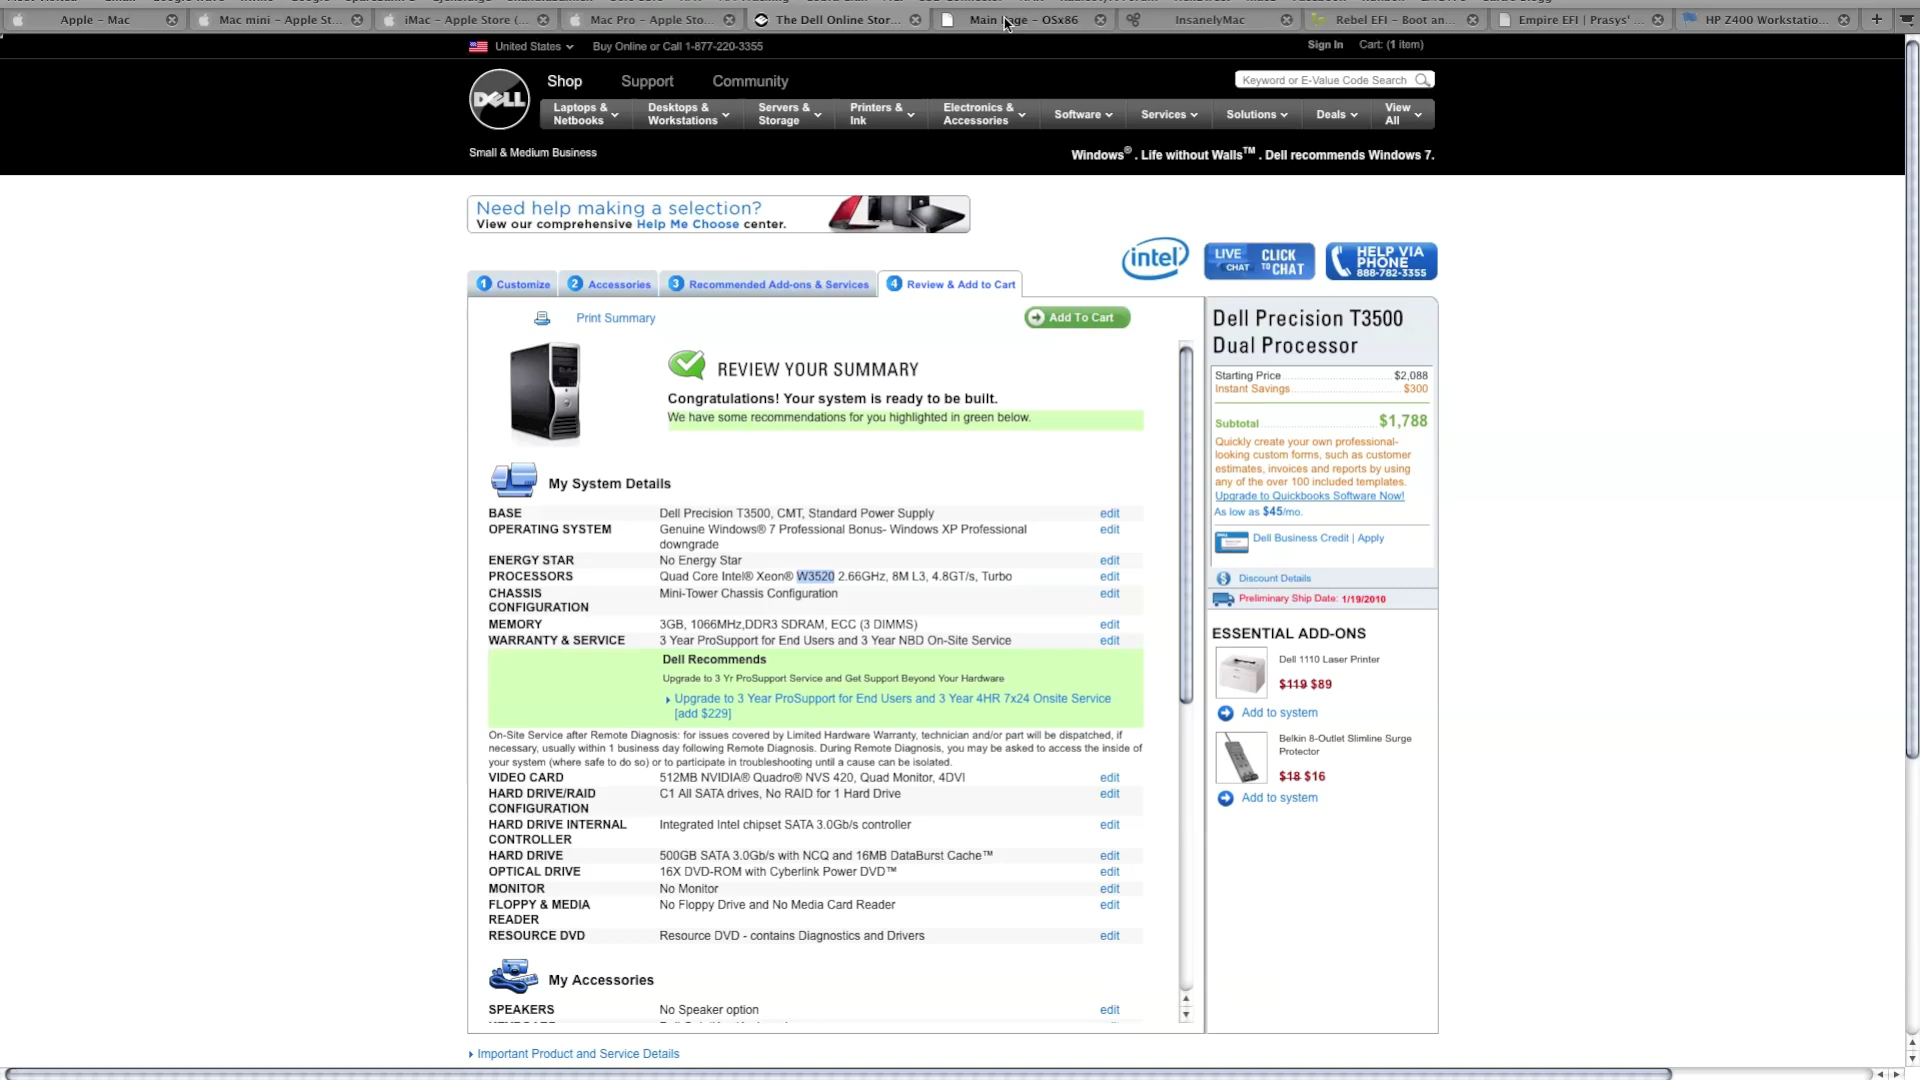 Apple – Mac
Mac mini – Apple St...
iMac – Apple Store (...
Mac Pro – Apple Sto...
The Dell Online Stor...
Main Page – OSx86
InsanelyMac
Rebel EFI – Boot an...
Empire EFI | Prasys' ...
HP Z400 Workstatio...
United States
Buy Online or Call 1-877-220-3355
Sign In
Cart: (1 item)
DELL
Shop
Support
Community
Keyword or E-Value Code Search
Laptops & Netbooks
Desktops & Workstations
Servers & Storage
Printers & Ink
Electronics & Accessories
Software
Services
Solutions
Deals
View All
Small & Medium Business
Windows® . Life without Walls™ . Dell recommends Windows 7.
Need help making a selection?
View our comprehensive Help Me Choose center.
intel
LIVE CHAT CLICK TO CHAT
HELP VIA PHONE 888-782-3355
1 Customize
2 Accessories
3 Recommended Add-ons & Services
4 Review & Add to Cart
Print Summary
Add To Cart
REVIEW YOUR SUMMARY
Congratulations! Your system is ready to be built.
We have some recommendations for you highlighted in green below.
My System Details
BASE Dell Precision T3500, CMT, Standard Power Supply edit
OPERATING SYSTEM Genuine Windows® 7 Professional Bonus- Windows XP Professional edit
downgrade
ENERGY STAR No Energy Star edit
PROCESSORS Quad Core Intel® Xeon® W3520 2.66GHz, 8M L3, 4.8GT/s, Turbo edit
CHASSIS Mini-Tower Chassis Configuration edit
CONFIGURATION
MEMORY 3GB, 1066MHz,DDR3 SDRAM, ECC (3 DIMMS) edit
WARRANTY & SERVICE 3 Year ProSupport for End Users and 3 Year NBD On-Site Service edit
Dell Recommends
Upgrade to 3 Yr ProSupport Service and Get Support Beyond Your Hardware
Upgrade to 3 Year ProSupport for End Users and 3 Year 4HR 7x24 Onsite Service
[add $229]
On-Site Service after Remote Diagnosis: for issues covered by Limited Hardware Warranty, technician and/or part will be dispatched, if
necessary, usually within 1 business day following Remote Diagnosis. During Remote Diagnosis, you may be asked to access the inside of
your system (where safe to do so) or to participate in troubleshooting until a cause can be isolated.
VIDEO CARD 512MB NVIDIA® Quadro® NVS 420, Quad Monitor, 4DVI edit
HARD DRIVE/RAID C1 All SATA drives, No RAID for 1 Hard Drive edit
CONFIGURATION
HARD DRIVE INTERNAL Integrated Intel chipset SATA 3.0Gb/s controller edit
CONTROLLER
HARD DRIVE 500GB SATA 3.0Gb/s with NCQ and 16MB DataBurst Cache™ edit
OPTICAL DRIVE 16X DVD-ROM with Cyberlink Power DVD™ edit
MONITOR No Monitor edit
FLOPPY & MEDIA No Floppy Drive and No Media Card Reader edit
READER
RESOURCE DVD Resource DVD - contains Diagnostics and Drivers edit
My Accessories
SPEAKERS No Speaker option edit
Important Product and Service Details
Dell Precision T3500
Dual Processor
Starting Price $2,088
Instant Savings $300
Subtotal $1,788
Quickly create your own professional-
looking custom forms, such as customer
estimates, invoices and reports by using
any of the over 100 included templates.
Upgrade to Quickbooks Software Now!
As low as $45/mo.
Dell Business Credit | Apply
Discount Details
Preliminary Ship Date: 1/19/2010
ESSENTIAL ADD-ONS
Dell 1110 Laser Printer
$119 $89
Add to system
Belkin 8-Outlet Slimline Surge
Protector
$18 $16
Add to system